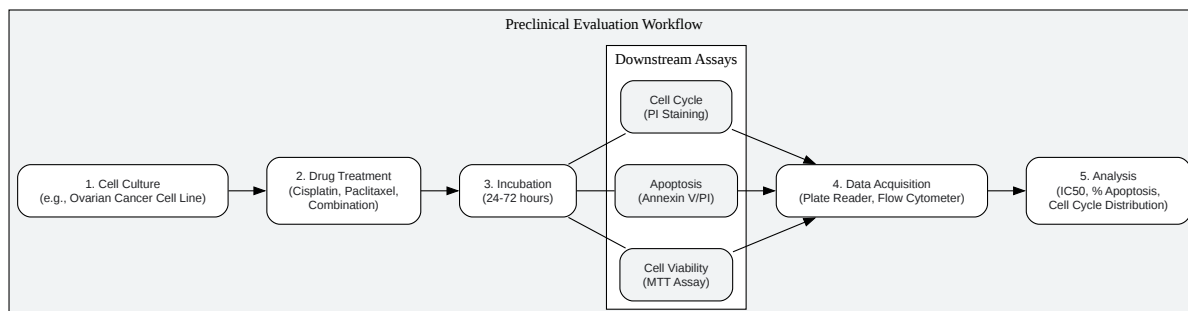 Preclinical Evaluation Workflow
Downstream Assays
Cell Cycle
(PI Staining)
1. Cell Culture
(e.g., Ovarian Cancer Cell Line)
2. Drug Treatment
(Cisplatin, Paclitaxel,
Combination)
3. Incubation
(24-72 hours)
Apoptosis
(Annexin V/PI)
Cell Viability
(MTT Assay)
4. Data Acquisition
(Plate Reader, Flow Cytometer)
5. Analysis
(IC50, % Apoptosis,
Cell Cycle Distribution)